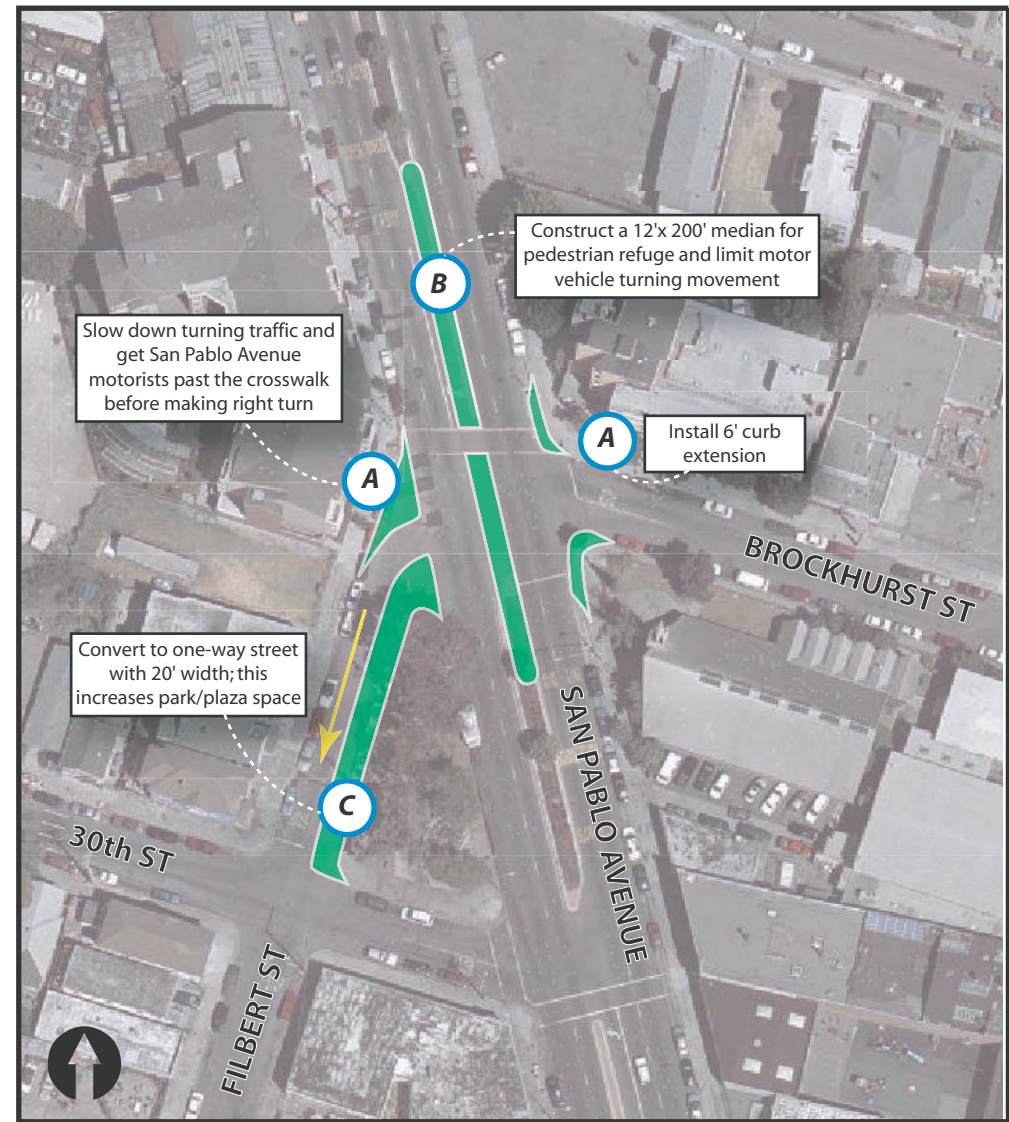 Construct a 12'x 200' median for
pedestrian refuge and limit motor
vehicle turning movement
B
Slow down turning traffic and
get San Pablo Avenue
motorists past the crosswalk
before making right turn
A
A
Install 6' curb
extension
BROCKHURST ST
Convert to one-way street
with 20' width; this
increases park/plaza space
C
SAN PABLO AVENUE
30th ST
FILBERT ST